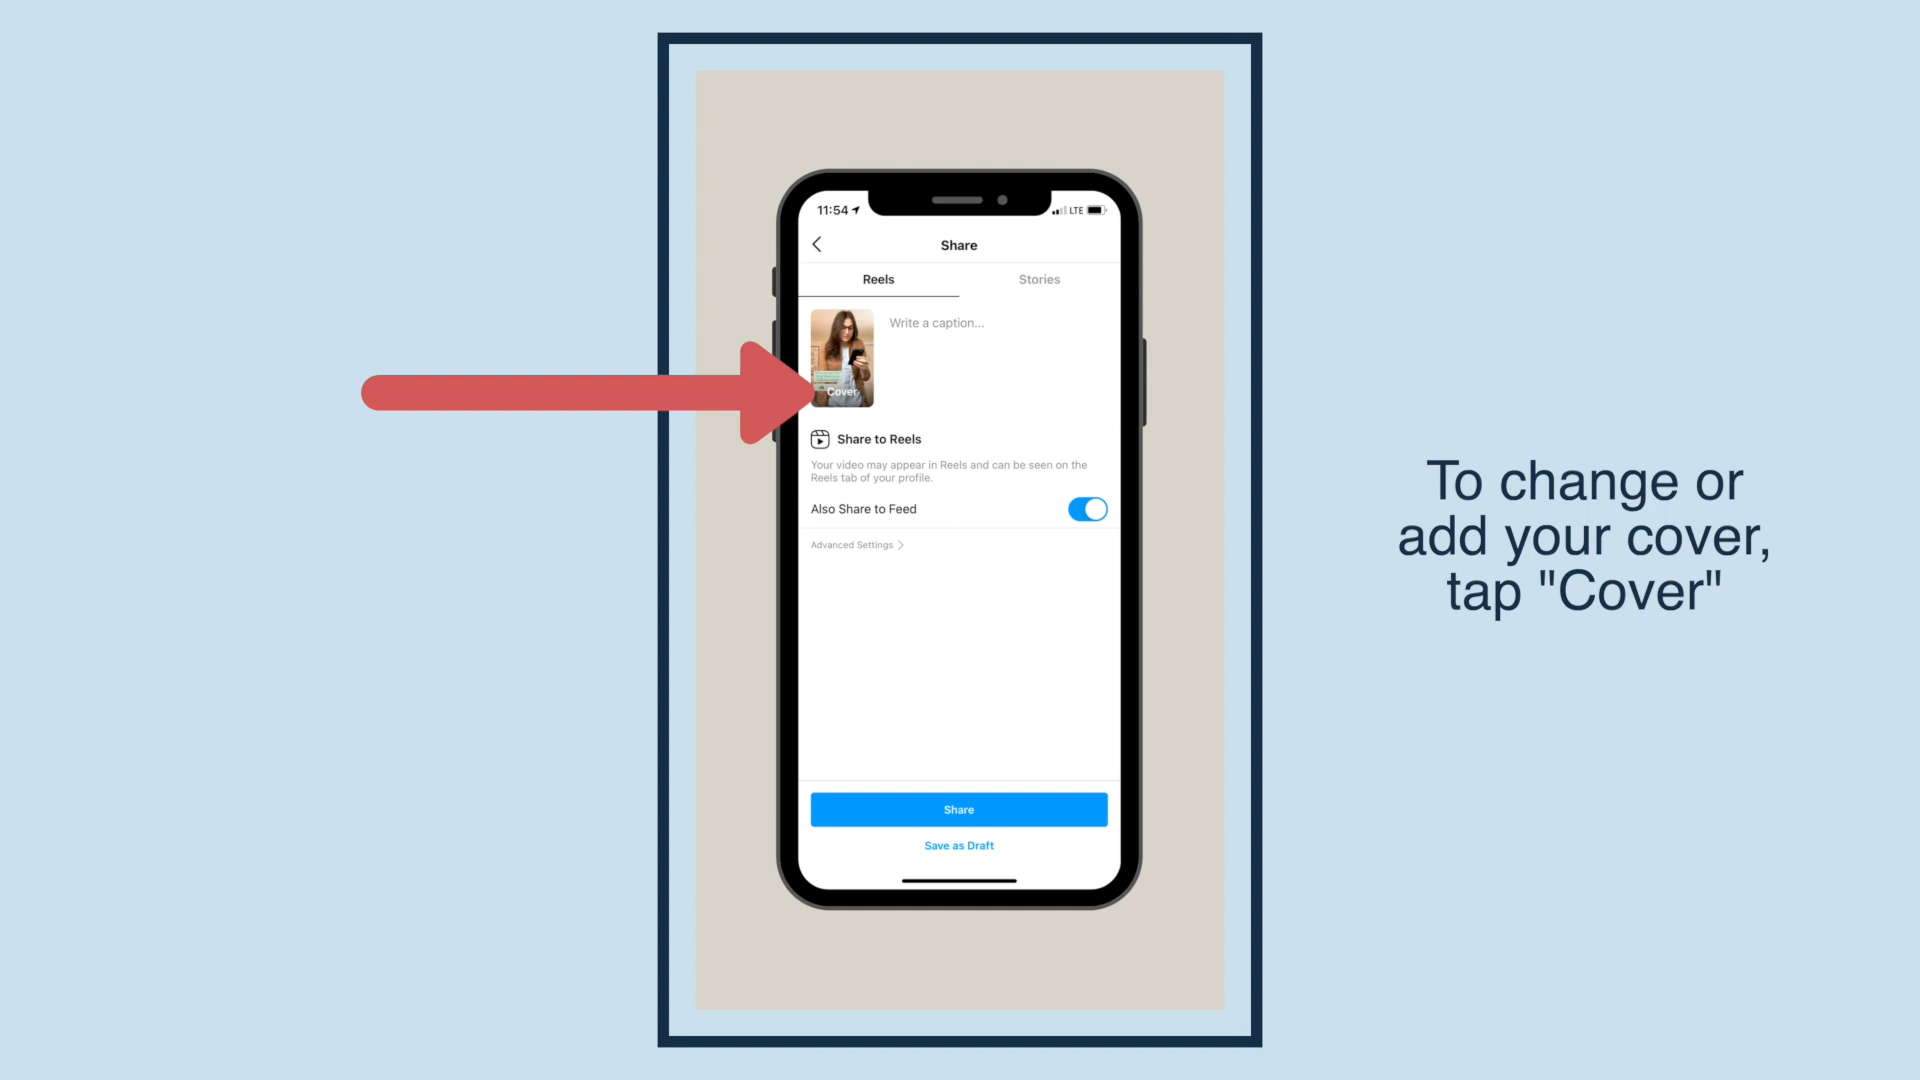 11:54
LTE
Share
Reels
Stories
Write a caption...
Cover
Share to Reels
Your video may appear in Reels and can be seen on the
Reels tab of your profile.
Also Share to Feed
Advanced Settings
Share
Save as Draft
To change or
add your cover,
tap "Cover"